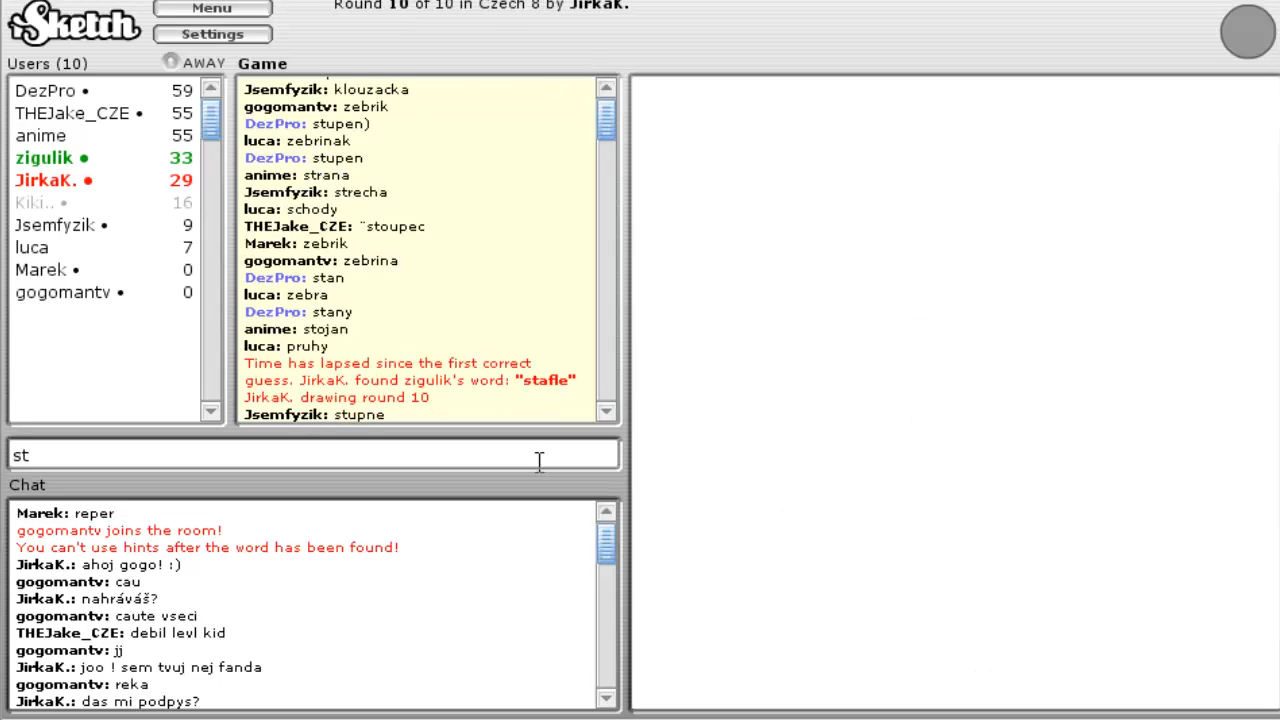 iSketch
Menu
Settings
Round 10 of 10 in Czech 8 by JirkaK.
Users (10)
AWAY
DezPro • 59
THEJake_CZE • 55
anime 55
zigulik • 33
JirkaK. • 29
Kiki.. • 16
Jsemfyzik • 9
luca 7
Marek • 0
gogomantv • 0
Game
Jsemfyzik: klouzacka
gogomantv: zebrik
DezPro: stupen)
luca: zebrinak
DezPro: stupen
anime: strana
Jsemfyzik: strecha
luca: schody
THEJake_CZE: ¨stoupec
Marek: zebrik
gogomantv: zebrina
DezPro: stan
luca: zebra
DezPro: stany
anime: stojan
luca: pruhy
Time has lapsed since the first correct
guess. JirkaK. found zigulik's word: "stafle"
JirkaK. drawing round 10
Jsemfyzik: stupne
st
Chat
Marek: reper
gogomantv joins the room!
You can't use hints after the word has been found!
JirkaK.: ahoj gogo! :)
gogomantv: cau
JirkaK.: nahráváš?
gogomantv: caute vseci
THEJake_CZE: debil levl kid
gogomantv: jj
JirkaK.: joo ! sem tvuj nej fanda
gogomantv: reka
JirkaK.: das mi podpys?